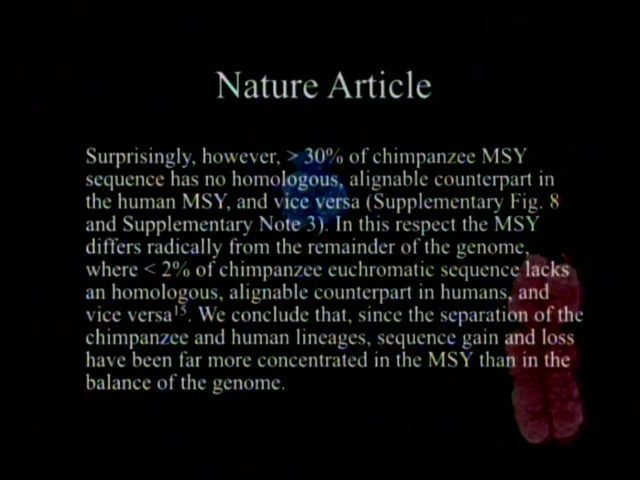 Nature Article
Surprisingly, however, > 30% of chimpanzee MSY
sequence has no homologous, alignable counterpart in
the human MSY, and vice versa (Supplementary Fig. 8
and Supplementary Note 3). In this respect the MSY
differs radically from the remainder of the genome,
where < 2% of chimpanzee euchromatic sequence lacks
an homologous, alignable counterpart in humans, and
vice versa¹⁵. We conclude that, since the separation of the
chimpanzee and human lineages, sequence gain and loss
have been far more concentrated in the MSY than in the
balance of the genome.